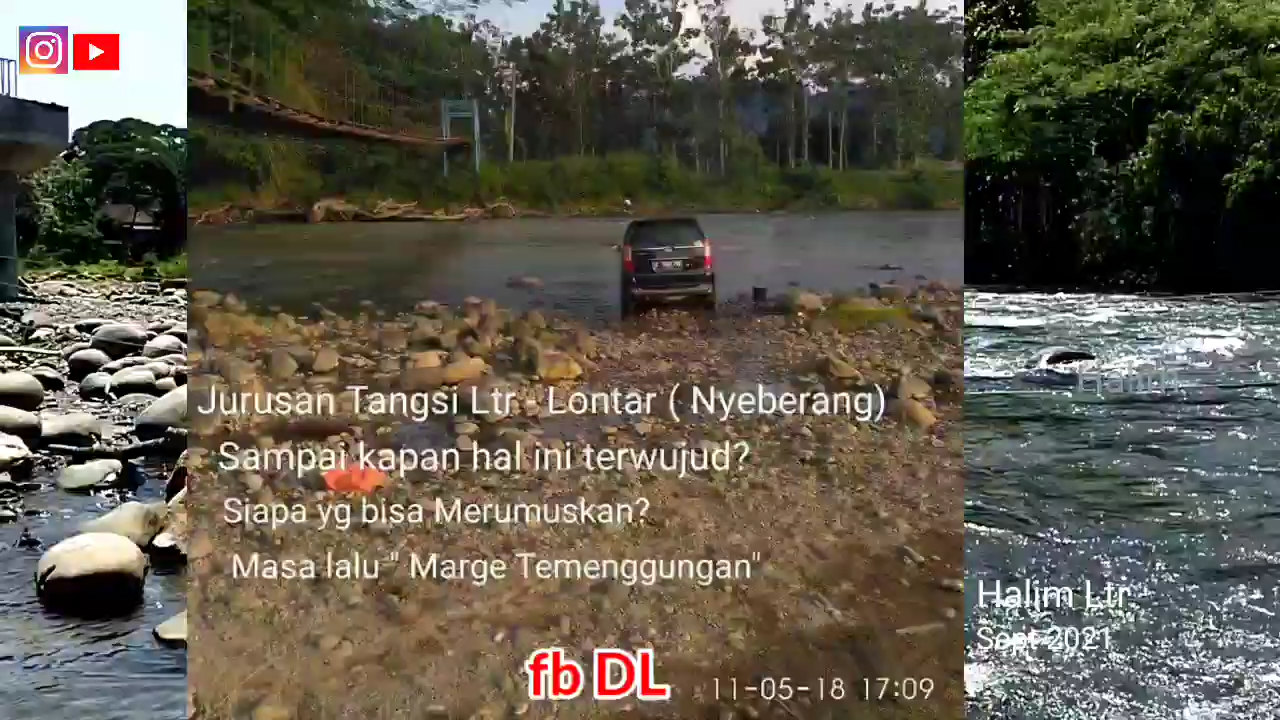 Jurusan Tangsi Ltr - Lontar ( Nyeberang)
Sampai kapan hal ini terwujud?
Siapa yg bisa Merumuskan?
Masa lalu " Marge Temenggungan"
fb DL
11-05-18 17:09
Halim
Halim Ltr
Sept 2021